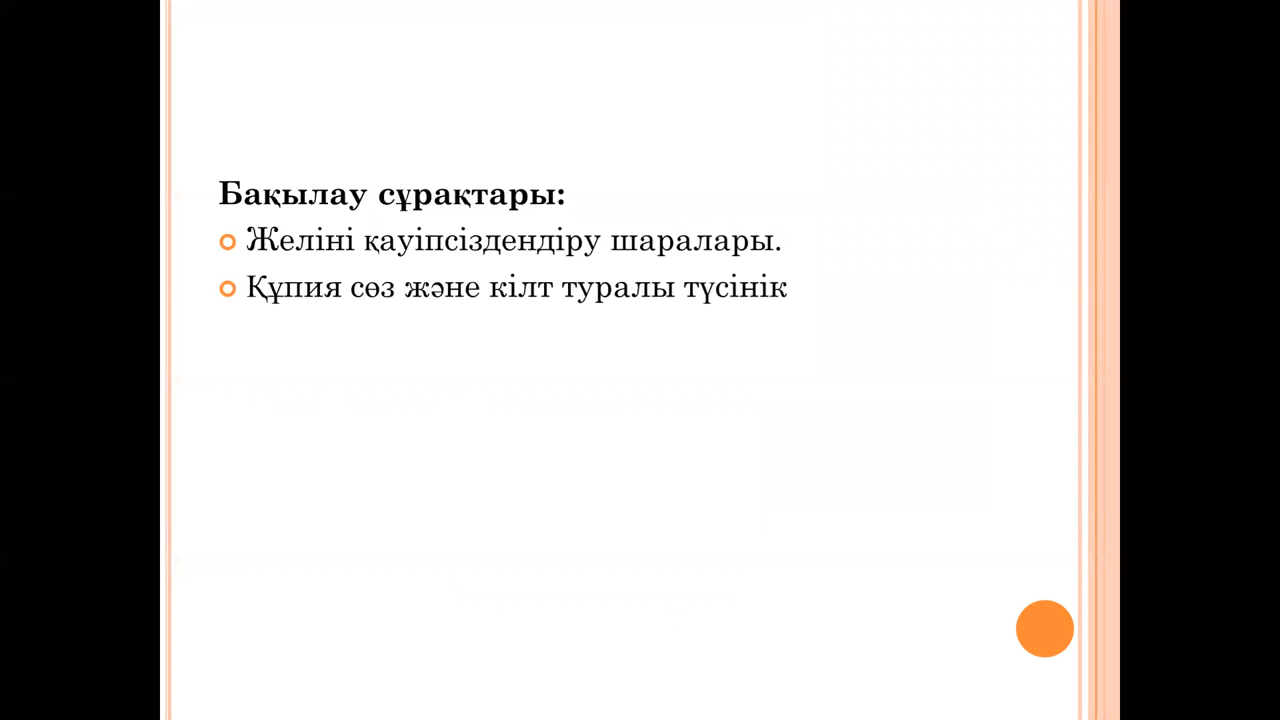 Бақылау сұрақтары:
Желіні қауіпсіздендіру шаралары.
Құпия сөз және кілт туралы түсінік